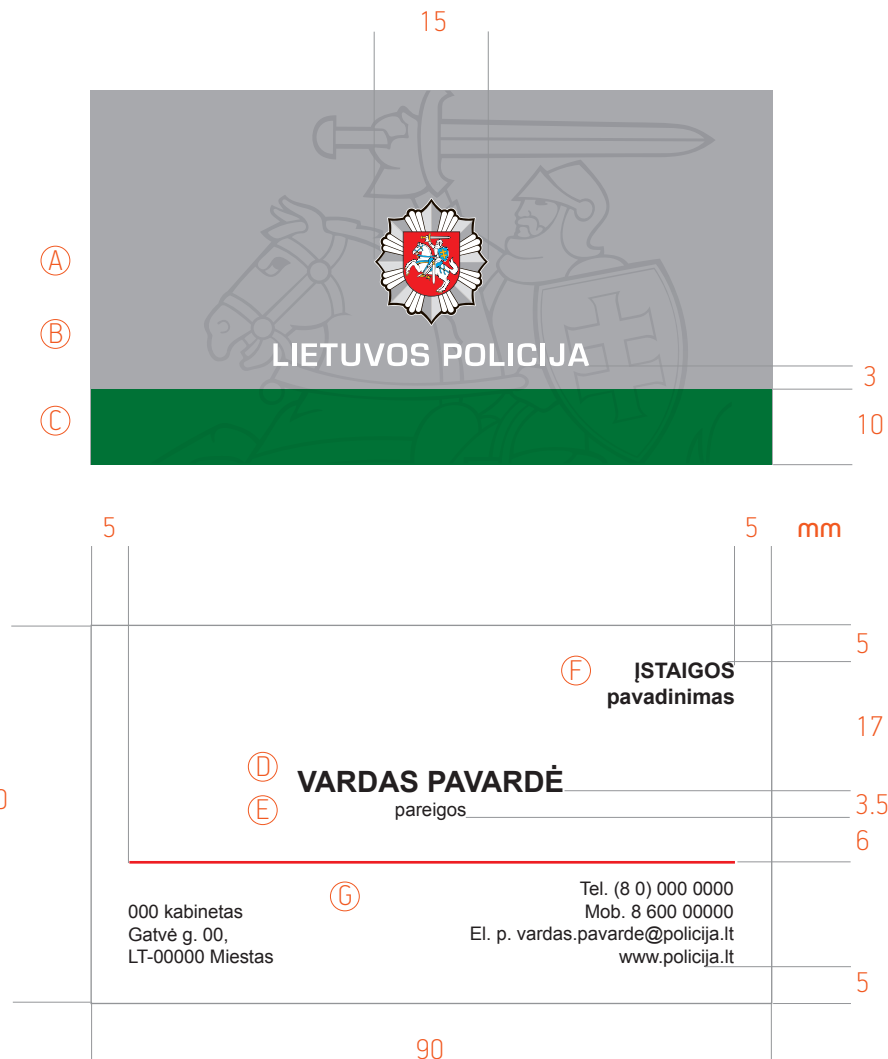 15
A
B
LIETUVOS POLICIJA
3
C
10
5
5
mm
5
F
ĮSTAIGOS
pavadinimas
17
D
VARDAS PAVARDĖ
0
E
pareigos
3.5
6
G
000 kabinetas
Gatvė g. 00,
LT-00000 Miestas
Tel. (8 0) 000 0000
Mob. 8 600 00000
El. p. vardas.pavarde@policija.lt
www.policija.lt
5
90